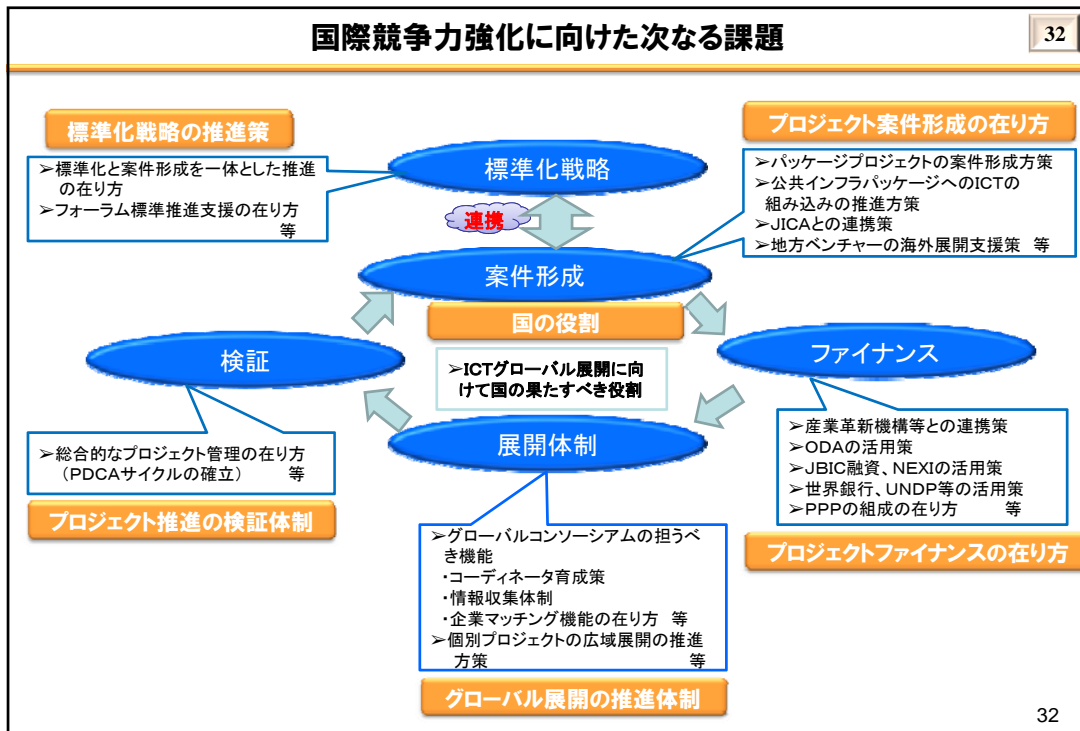 国際競争力強化に向けた次なる課題
32
標準化戦略の推進策
➢標準化と案件形成を一体とした推進
の在り方
➢フォーラム標準推進支援の在り方
等
標準化戦略
連携
案件形成
プロジェクト案件形成の在り方
➢パッケージプロジェクトの案件形成方策
➢公共インフラパッケージへのICTの
組み込みの推進方策
➢JICAとの連携策
➢地方ベンチャーの海外展開支援策 等
国の役割
➢ICTグローバル展開に向
けて国の果たすべき役割
検証
➢総合的なプロジェクト管理の在り方
(PDCAサイクルの確立) 等
プロジェクト推進の検証体制
ファイナンス
➢産業革新機構等との連携策
➢ODAの活用策
➢JBIC融資、NEXIの活用策
➢世界銀行、UNDP等の活用策
➢PPPの組成の在り方 等
プロジェクトファイナンスの在り方
展開体制
➢グローバルコンソーシアムの担うべ
き機能
・コーディネータ育成策
・情報収集体制
・企業マッチング機能の在り方 等
➢個別プロジェクトの広域展開の推進
方策 等
グローバル展開の推進体制
32